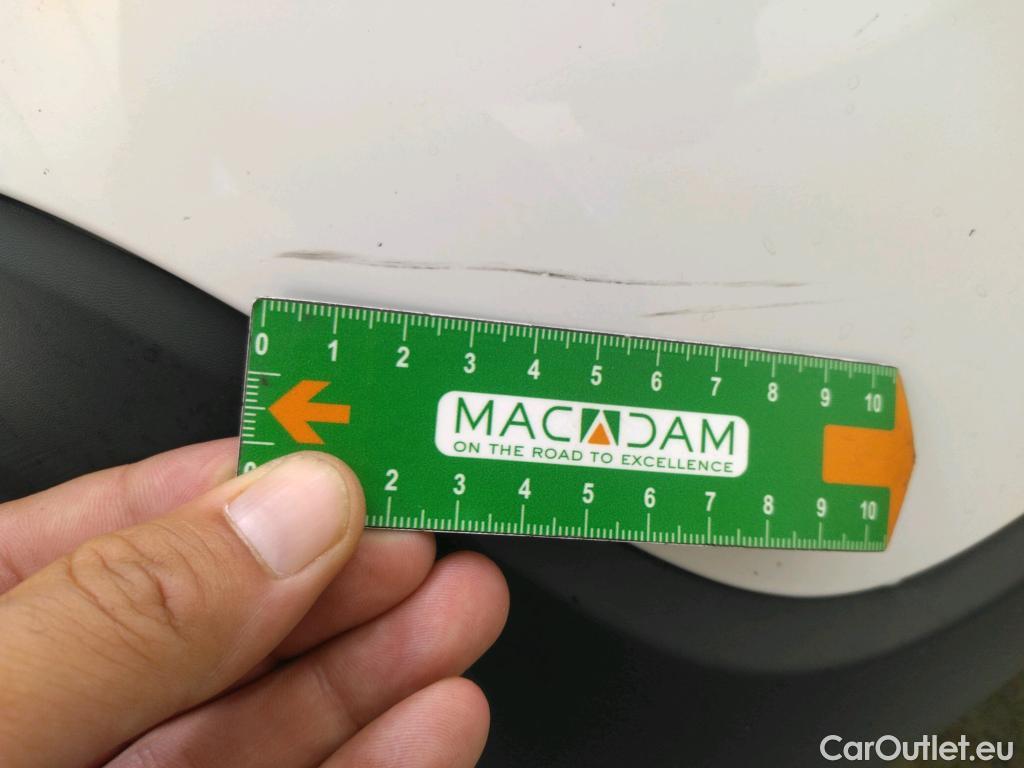 0 1 2 3 4 5 6 7 8 9 10
MACADAM
ON THE ROAD TO EXCELLENCE
2 3 4 5 6 7 8 9 10
CarOutlet.eu